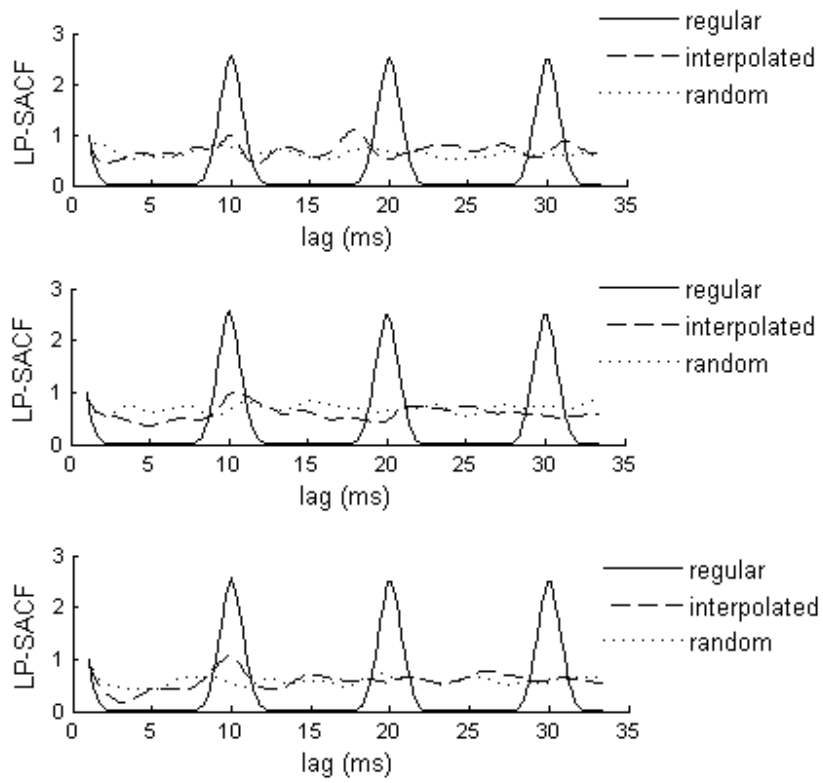 LP-SACF
3
2
1
0
regular
interpolated
random
0 5 10 15 20 25 30 35
lag (ms)
LP-SACF
3
2
1
0
regular
interpolated
random
0 5 10 15 20 25 30 35
lag (ms)
LP-SACF
3
2
1
0
regular
interpolated
random
0 5 10 15 20 25 30 35
lag (ms)